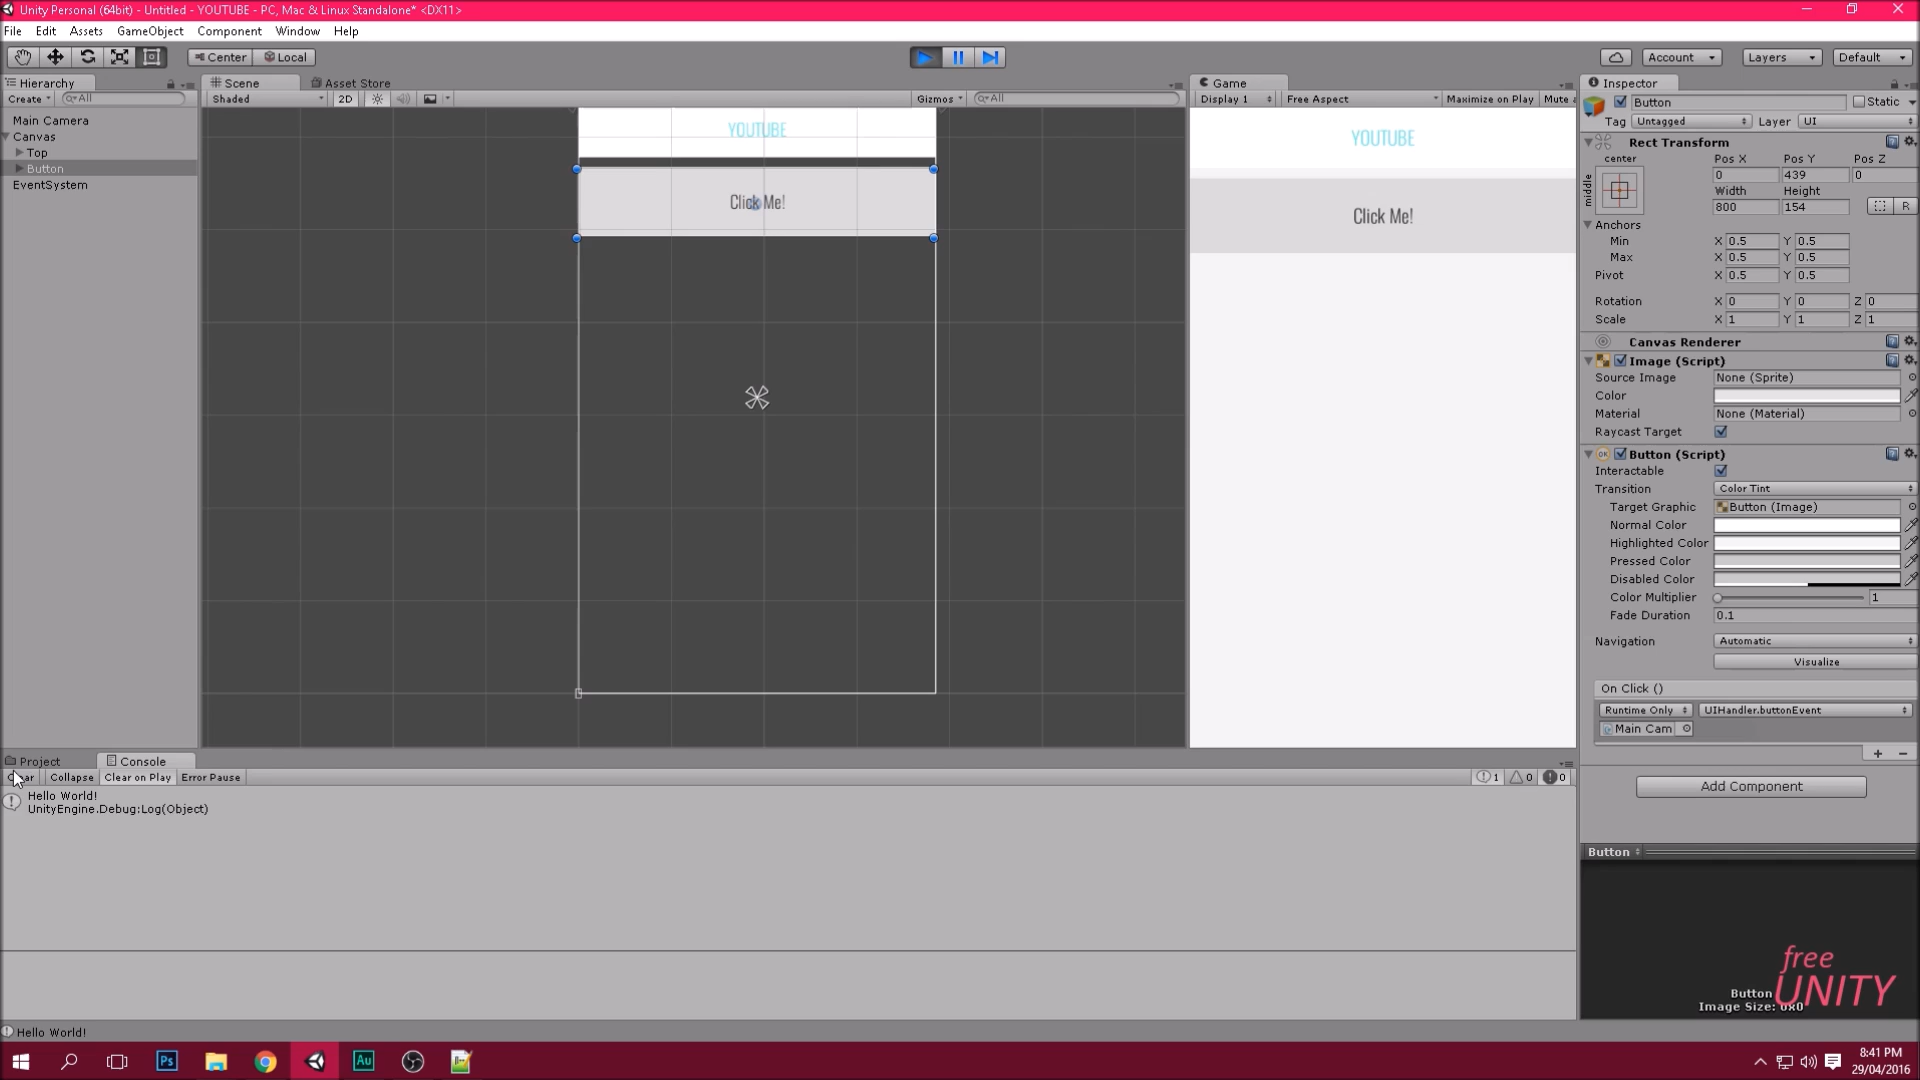 Unity Personal (64bit) - Untitled - YOUTUBE - PC, Mac & Linux Standalone* <DX11>
File Edit Assets GameObject Component Window Help
Center Local Account Layers Default
Hierarchy
Create All
Main Camera
Canvas
Top
Button
EventSystem
Scene Asset Store
Shaded 2D Gizmos All
YOUTUBE
Click Me!
Game
Display 1 Free Aspect Maximize on Play Mute
YOUTUBE
Click Me!
Inspector
Button Static
Tag Untagged Layer UI
Rect Transform
center
middle
Pos X Pos Y Pos Z
0 439 0
Width Height
800 154 R
Anchors
Min X 0.5 Y 0.5
Max X 0.5 Y 0.5
Pivot X 0.5 Y 0.5
Rotation X 0 Y 0 Z 0
Scale X 1 Y 1 Z 1
Canvas Renderer
Image (Script)
Source Image None (Sprite)
Color
Material None (Material)
Raycast Target
Button (Script)
Interactable
Transition Color Tint
Target Graphic Button (Image)
Normal Color
Highlighted Color
Pressed Color
Disabled Color
Color Multiplier 1
Fade Duration 0.1
Navigation Automatic
Visualize
On Click ()
Runtime Only UIHandler.buttonEvent
Main Cam
+ −
Add Component
Button
free
UNITY
Button
Image Size: 0x0
Project Console
Clear Collapse Clear on Play Error Pause 1 0 0
Hello World!
UnityEngine.Debug:Log(Object)
Hello World!
Ps Au
8:41 PM
29/04/2016